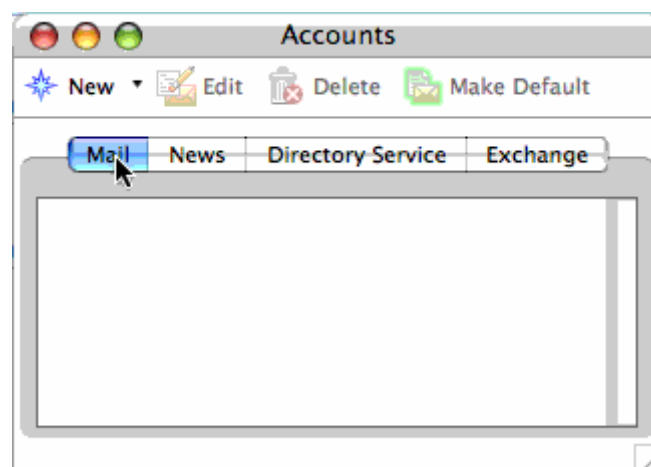 Accounts
New Edit Delete Make Default
Mail News Directory Service Exchange